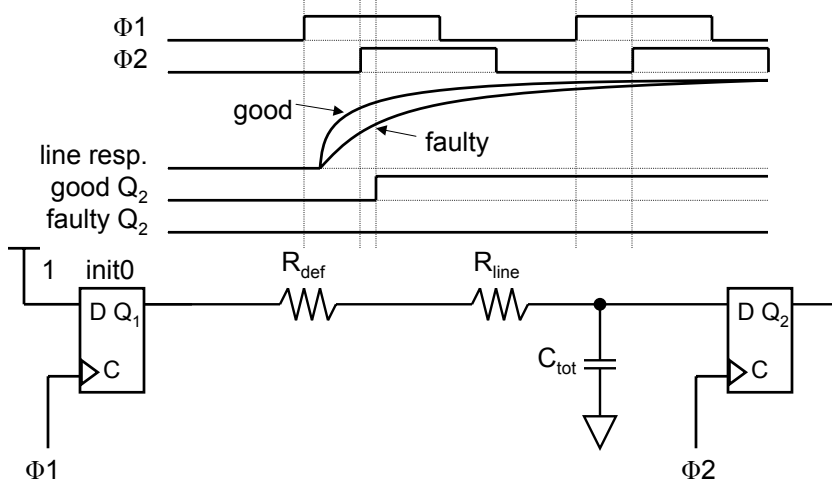 Φ1
Φ2
good
faulty
line resp.
good Q2
faulty Q2
1 init0 Rdef Rline
D Q1 D Q2
C Ctot C
Φ1 Φ2